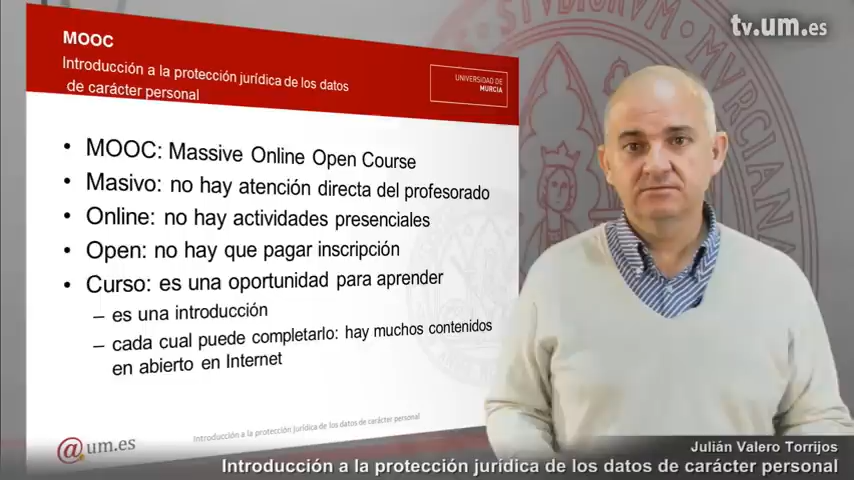 tv.um.es
MOOC
Introducción a la protección jurídica de los datos
de carácter personal
UNIVERSIDAD DE
MURCIA
• MOOC: Massive Online Open Course
• Masivo: no hay atención directa del profesorado
• Online: no hay actividades presenciales
• Open: no hay que pagar inscripción
• Curso: es una oportunidad para aprender
– es una introducción
– cada cual puede completarlo: hay muchos contenidos
en abierto en Internet
@um.es
Introducción a la protección jurídica de los datos de carácter personal
Julián Valero Torrijos
Introducción a la protección jurídica de los datos de carácter personal